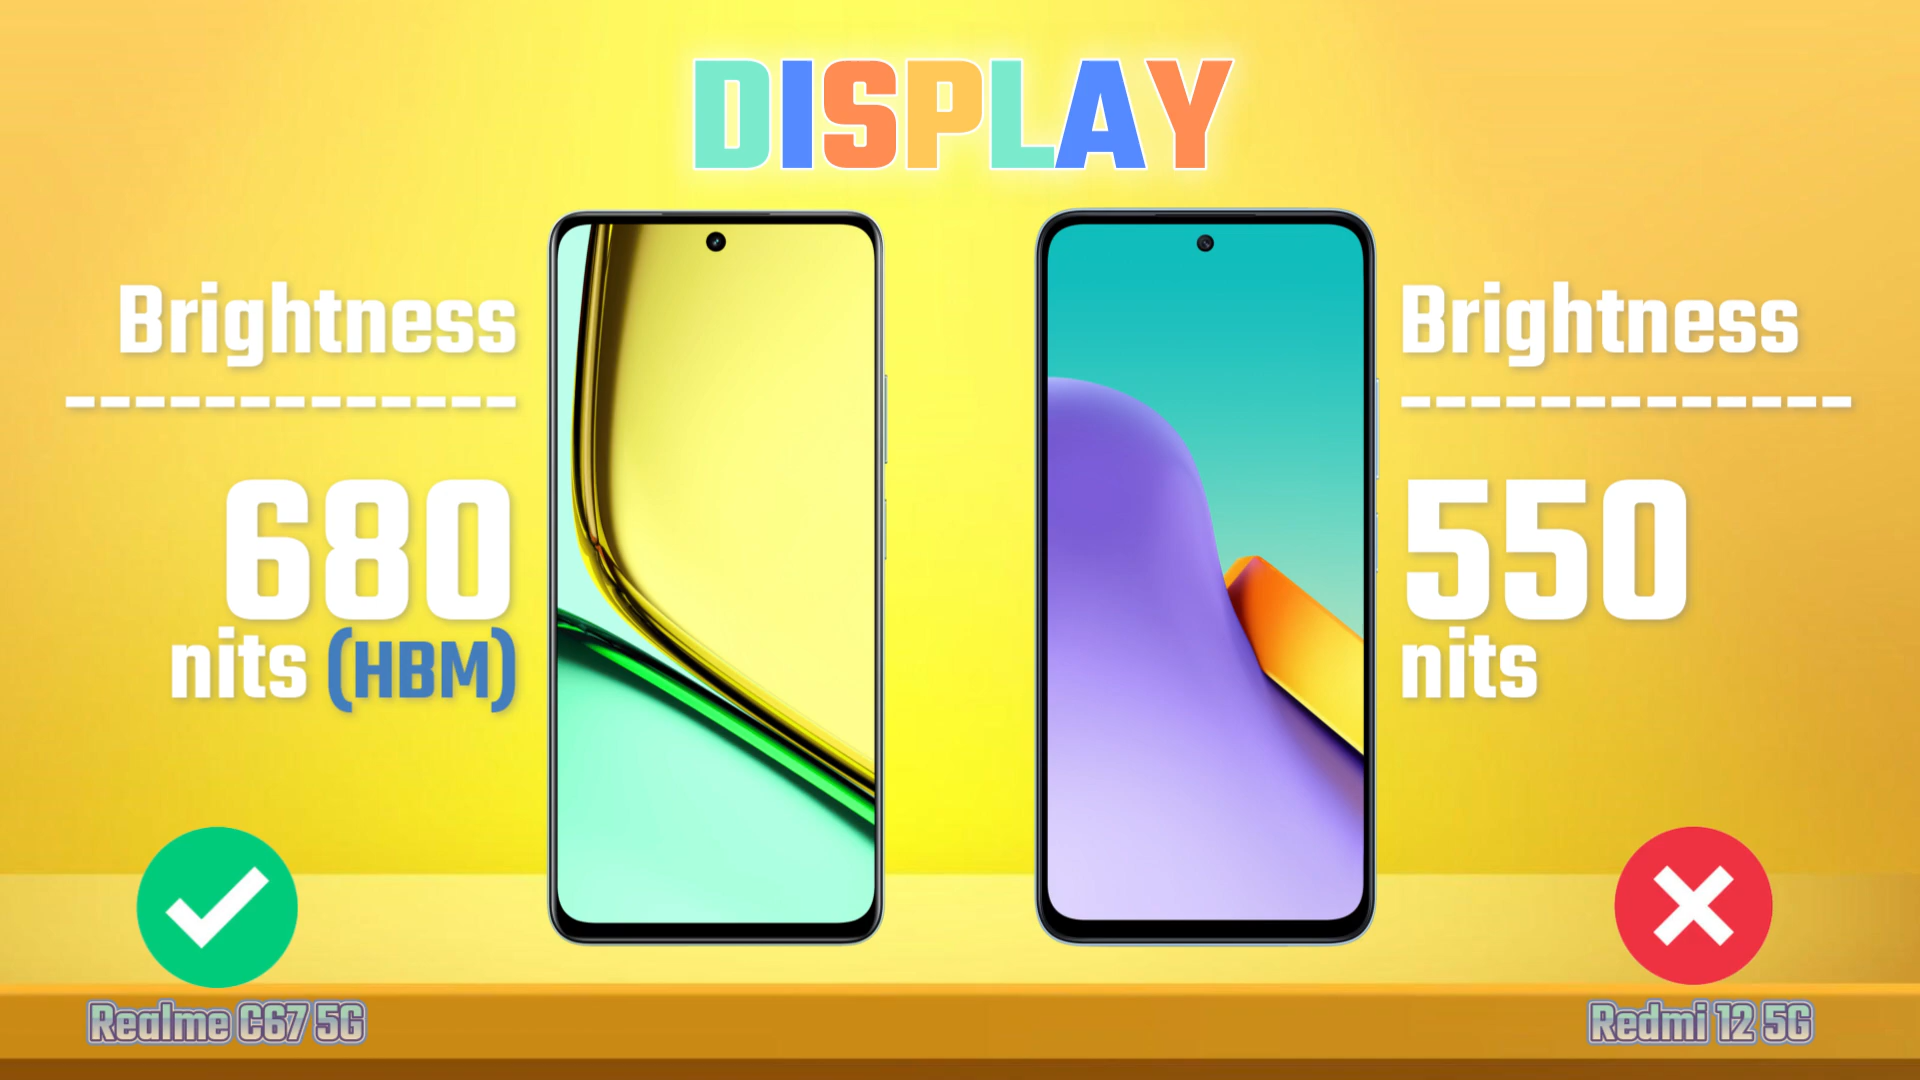 DISPLAY
Brightness
-------------
680
nits (HBM)
Brightness
-------------
550
nits
Realme C67 5G
Redmi 12 5G